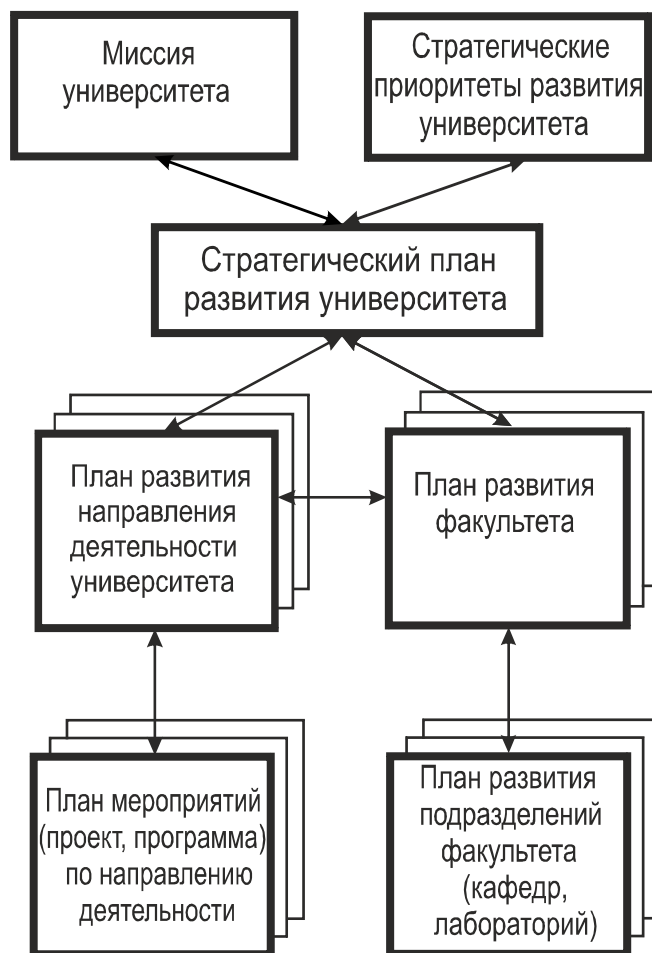 Миссия
университета
Стратегические
приоритеты развития
университета
Стратегический план
развития университета
План развития
направления
деятельности
университета
План развития
факультета
План мероприятий
(проект, программа)
по направлению
деятельности
План развития
подразделений
факультета
(кафедр,
лабораторий)